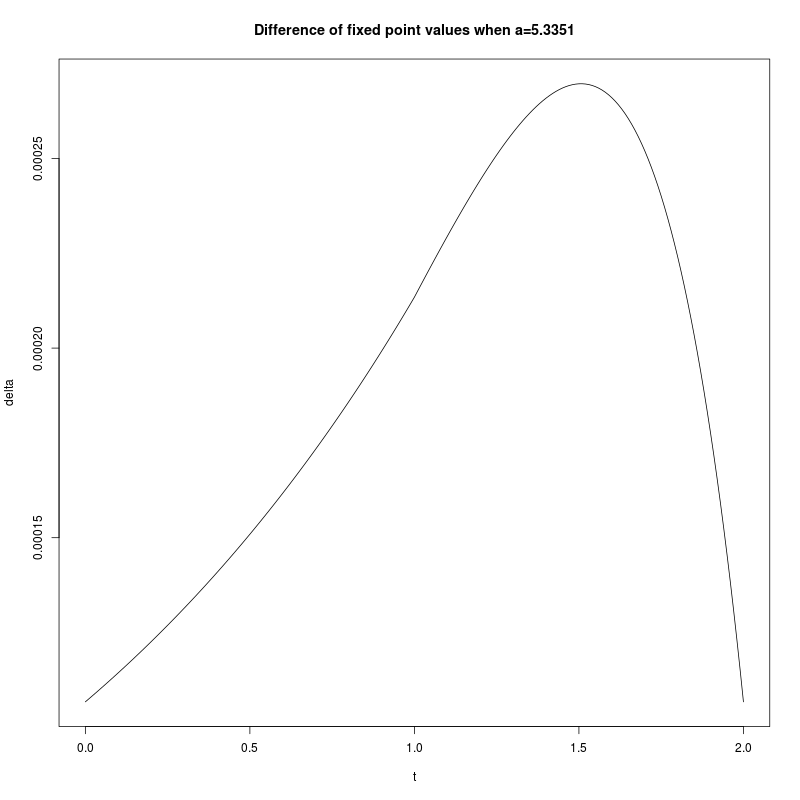 Difference of fixed point values when a=5.3351
delta
0.00025
0.00020
0.00015
0.0 0.5 1.0 1.5 2.0
t